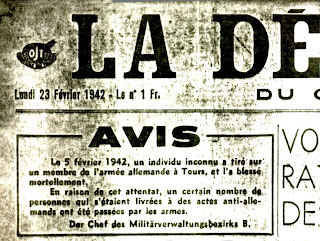 OJT
LA DÉ
Lundi 23 Février 1942 - Le n° 1 Fr.
DU C
AVIS
Le 5 février 1942, un individu inconnu a tiré sur
un membre de l'armée allemande à Tours, et l'a blessé
mortellement.
En raison de cet attentat, un certain nombre de
personnes qui s'étaient livrées à des actes anti-alle-
mands ont été passées par les armes.
Der Chef des Militärverwaltungsbezirks B.
VO
RAT
DES